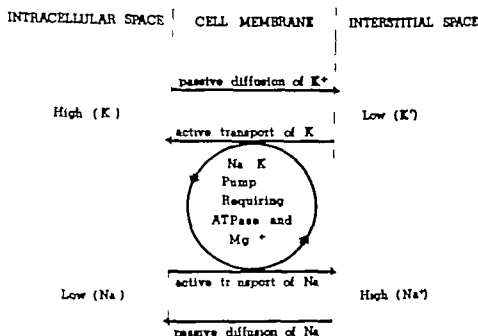 INTRACELLULAR SPACE CELL MEMBRANE INTERSTITIAL SPACE
passive diffusion of K+
High (K ) Low (K+)
active transport of K
Na K
Pump
Requiring
ATPase and
Mg +
active tr nsport of Na
Low (Na ) High (Na+)
passive diffusion of Na